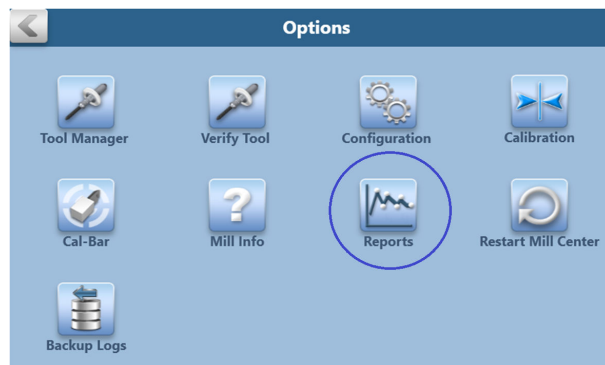 Options
Tool Manager
Verify Tool
Configuration
Calibration
Cal-Bar
Mill Info
Reports
Restart Mill Center
Backup Logs